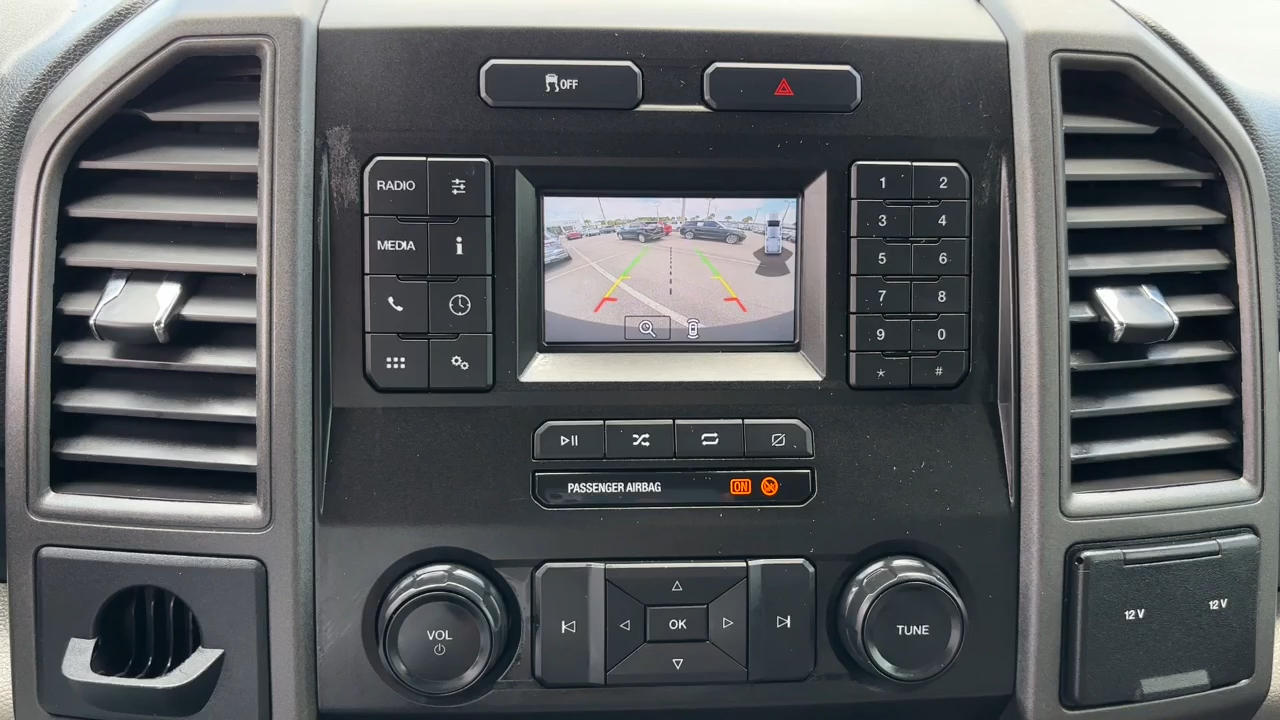 OFF
RADIO
MEDIA
1 2
3 4
5 6
7 8
9 0
* #
PASSENGER AIRBAG ON
VOL
OK
TUNE
12 V 12 V